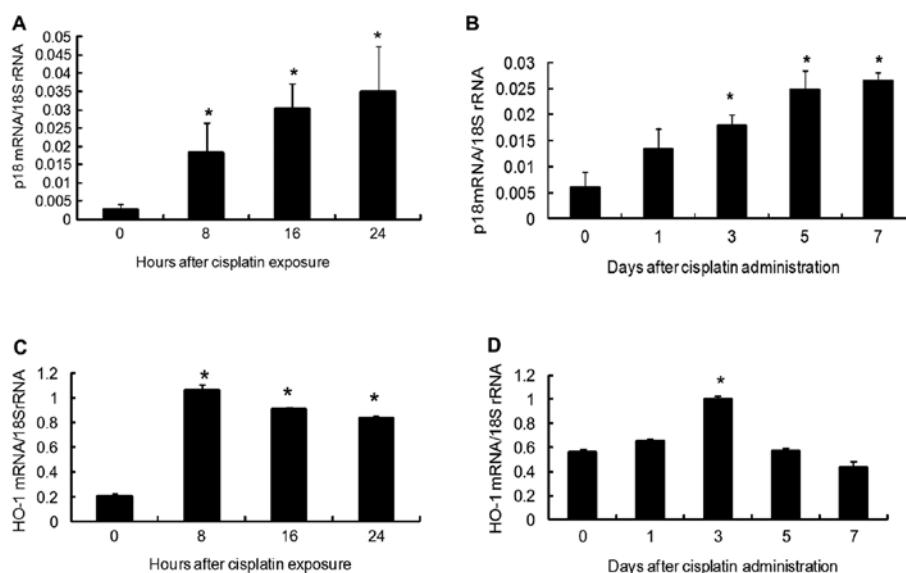 A
p18 mRNA/18S rRNA
0.05
0.045
0.04
0.035
0.03
0.025
0.02
0.015
0.01
0.005
0
* * *
0 8 16 24
Hours after cisplatin exposure
B
p18mRNA/18S rRNA
0.03
0.025
0.02
0.015
0.01
0.005
0
* * *
0 1 3 5 7
Days after cisplatin administration
C
HO-1 mRNA/18SrRNA
1.2
1
0.8
0.6
0.4
0.2
0
* * *
0 8 16 24
Hours after cisplatin exposure
D
HO-1 mRNA/18S rRNA
1.2
1
0.8
0.6
0.4
0.2
0
*
0 1 3 5 7
Days after cisplatin administration